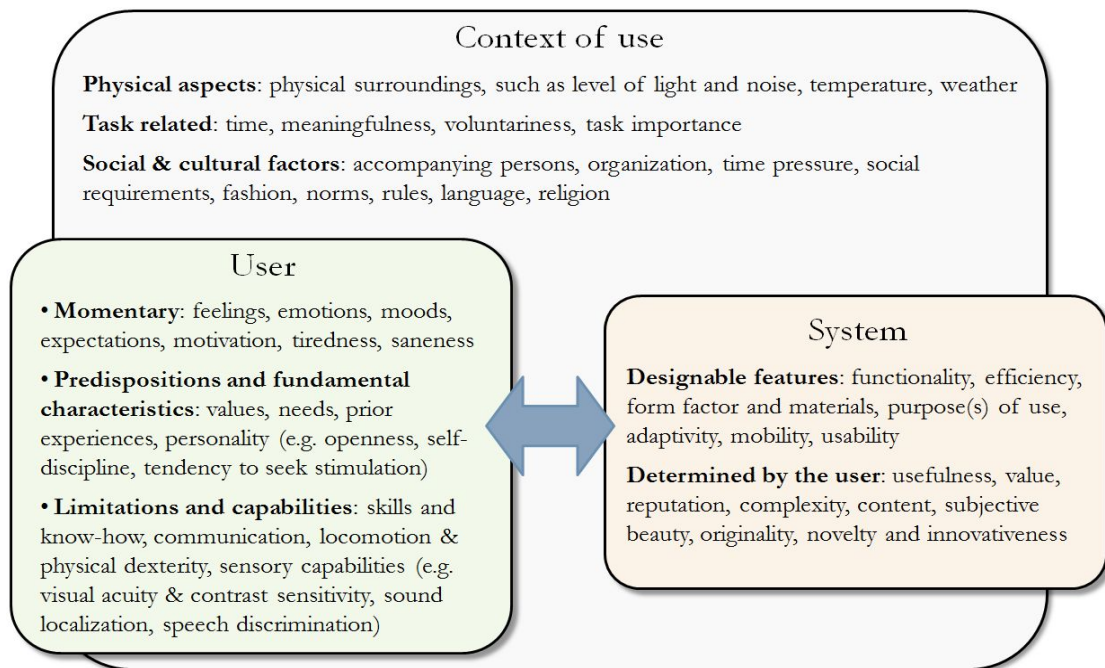 Context of use
Physical aspects: physical surroundings, such as level of light and noise, temperature, weather
Task related: time, meaningfulness, voluntariness, task importance
Social & cultural factors: accompanying persons, organization, time pressure, social
requirements, fashion, norms, rules, language, religion
User
• Momentary: feelings, emotions, moods,
expectations, motivation, tiredness, saneness
• Predispositions and fundamental
characteristics: values, needs, prior
experiences, personality (e.g. openness, self-
discipline, tendency to seek stimulation)
• Limitations and capabilities: skills and
know-how, communication, locomotion &
physical dexterity, sensory capabilities (e.g.
visual acuity & contrast sensitivity, sound
localization, speech discrimination)
System
Designable features: functionality, efficiency,
form factor and materials, purpose(s) of use,
adaptivity, mobility, usability
Determined by the user: usefulness, value,
reputation, complexity, content, subjective
beauty, originality, novelty and innovativeness